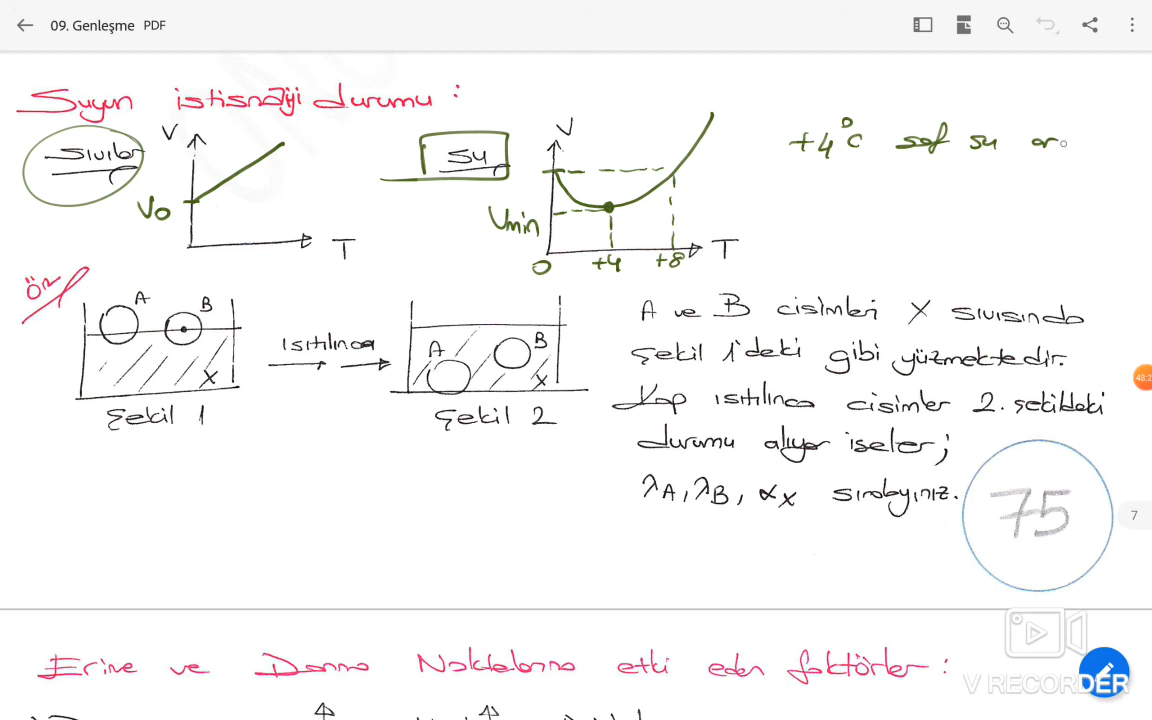 09. Genleşme PDF
Suyun istisnai durumu :
Sıvılar V Vo T
Su V Vmin 0 +4 +8 T
+4°C saf su
Ör/
A B X Şekil 1
ısıtılınca
A B X Şekil 2
A ve B cisimleri X sıvısında
şekil 1'deki gibi yüzmektedir.
Kap ısıtılınca cisimler 2. şekildeki
durumu alıyor iseler;
λA, λB, αx sıralayınız.
75
7
Erime ve Donma Noktalarına etki eden faktörler :
V RECORDER